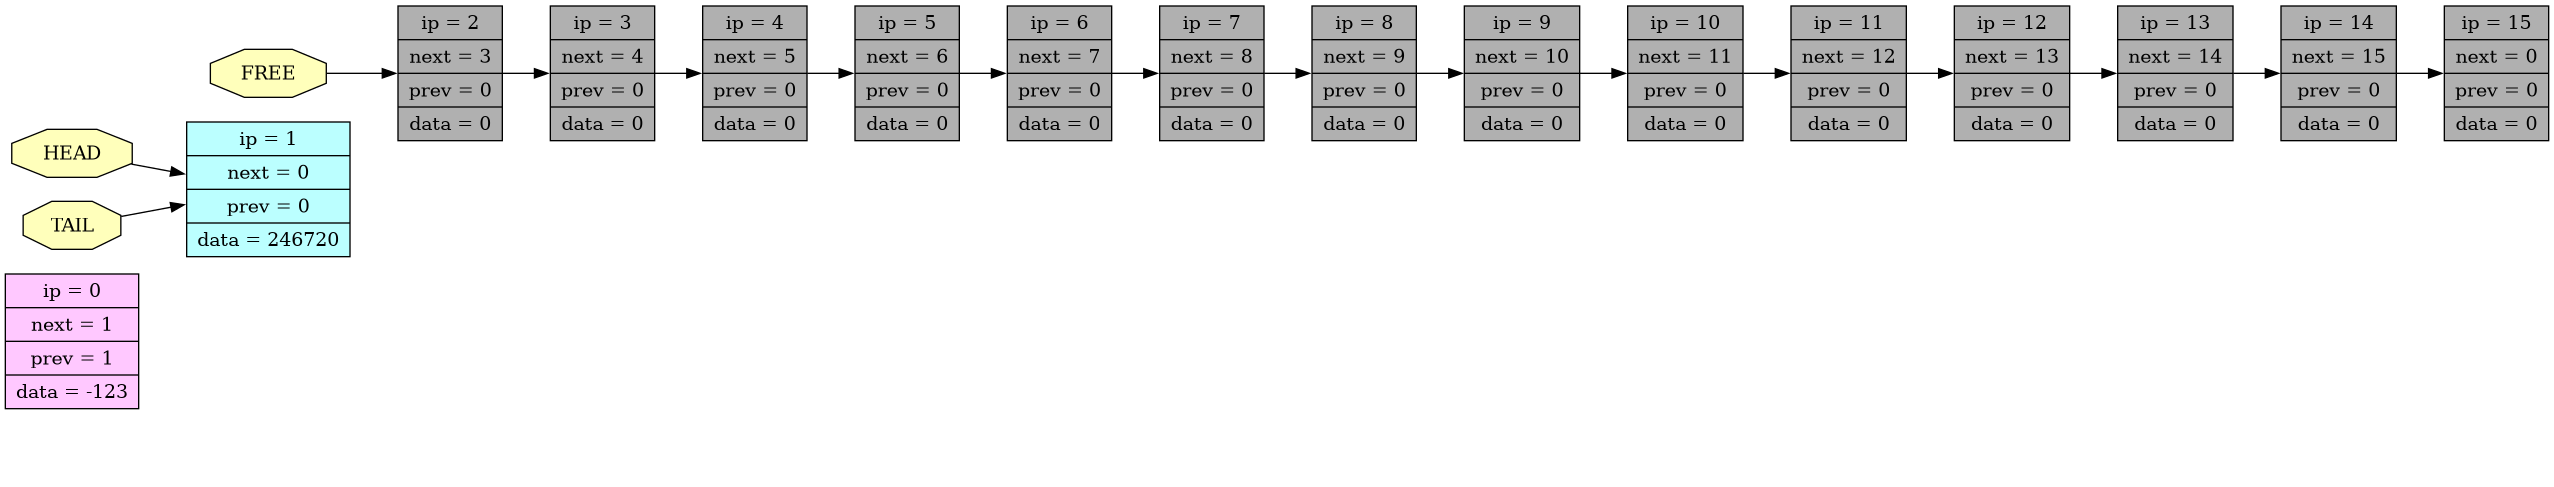 FREE
ip = 2
next = 3
prev = 0
data = 0
ip = 3
next = 4
prev = 0
data = 0
ip = 4
next = 5
prev = 0
data = 0
ip = 5
next = 6
prev = 0
data = 0
ip = 6
next = 7
prev = 0
data = 0
ip = 7
next = 8
prev = 0
data = 0
ip = 8
next = 9
prev = 0
data = 0
ip = 9
next = 10
prev = 0
data = 0
ip = 10
next = 11
prev = 0
data = 0
ip = 11
next = 12
prev = 0
data = 0
ip = 12
next = 13
prev = 0
data = 0
ip = 13
next = 14
prev = 0
data = 0
ip = 14
next = 15
prev = 0
data = 0
ip = 15
next = 0
prev = 0
data = 0
HEAD
TAIL
ip = 1
next = 0
prev = 0
data = 246720
ip = 0
next = 1
prev = 1
data = -123